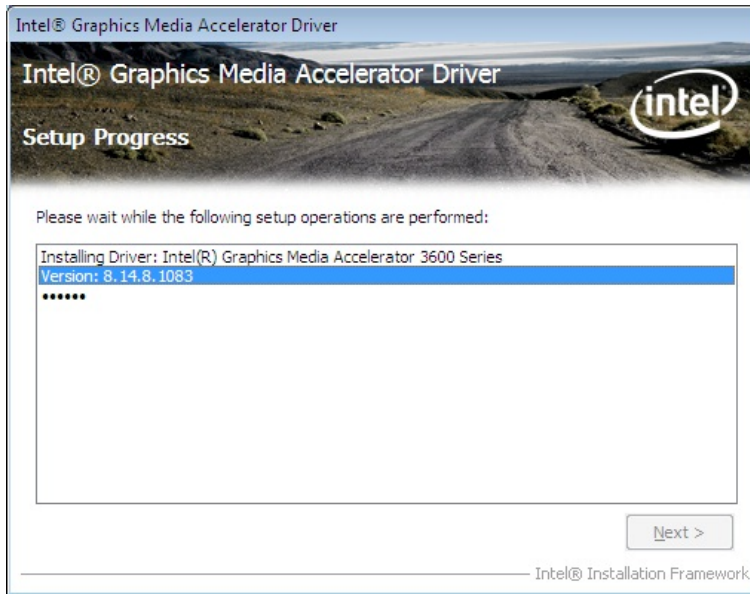 Intel® Graphics Media Accelerator Driver
Intel® Graphics Media Accelerator Driver
intel
Setup Progress
Please wait while the following setup operations are performed:
Installing Driver: Intel(R) Graphics Media Accelerator 3600 Series
Version: 8.14.8.1083
••••••
Next >
Intel® Installation Framework